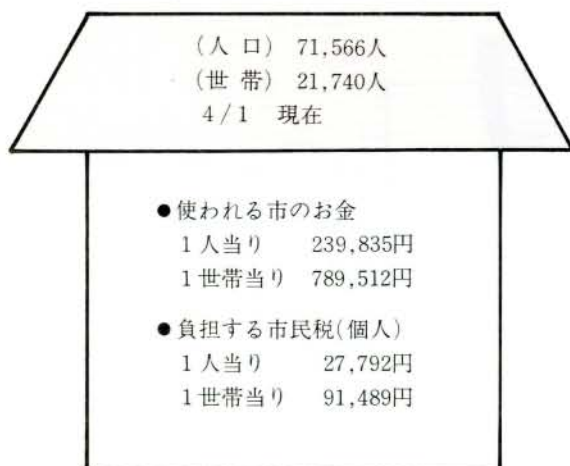 (人口) 71,566人
(世帯) 21,740人
4/1 現在
●使われる市のお金
1人当り 239,835円
1世帯当り 789,512円
●負担する市民税(個人)
1人当り 27,792円
1世帯当り 91,489円